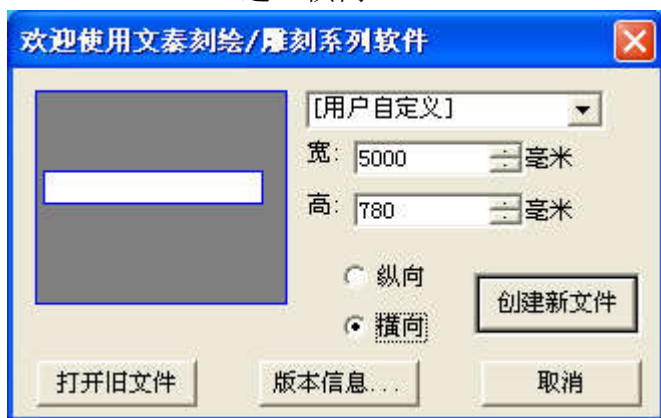 欢迎使用文泰刻绘/雕刻系列软件
[用户自定义]
宽: 5000 毫米
高: 780 毫米
纵向
横向
创建新文件
打开旧文件 版本信息... 取消